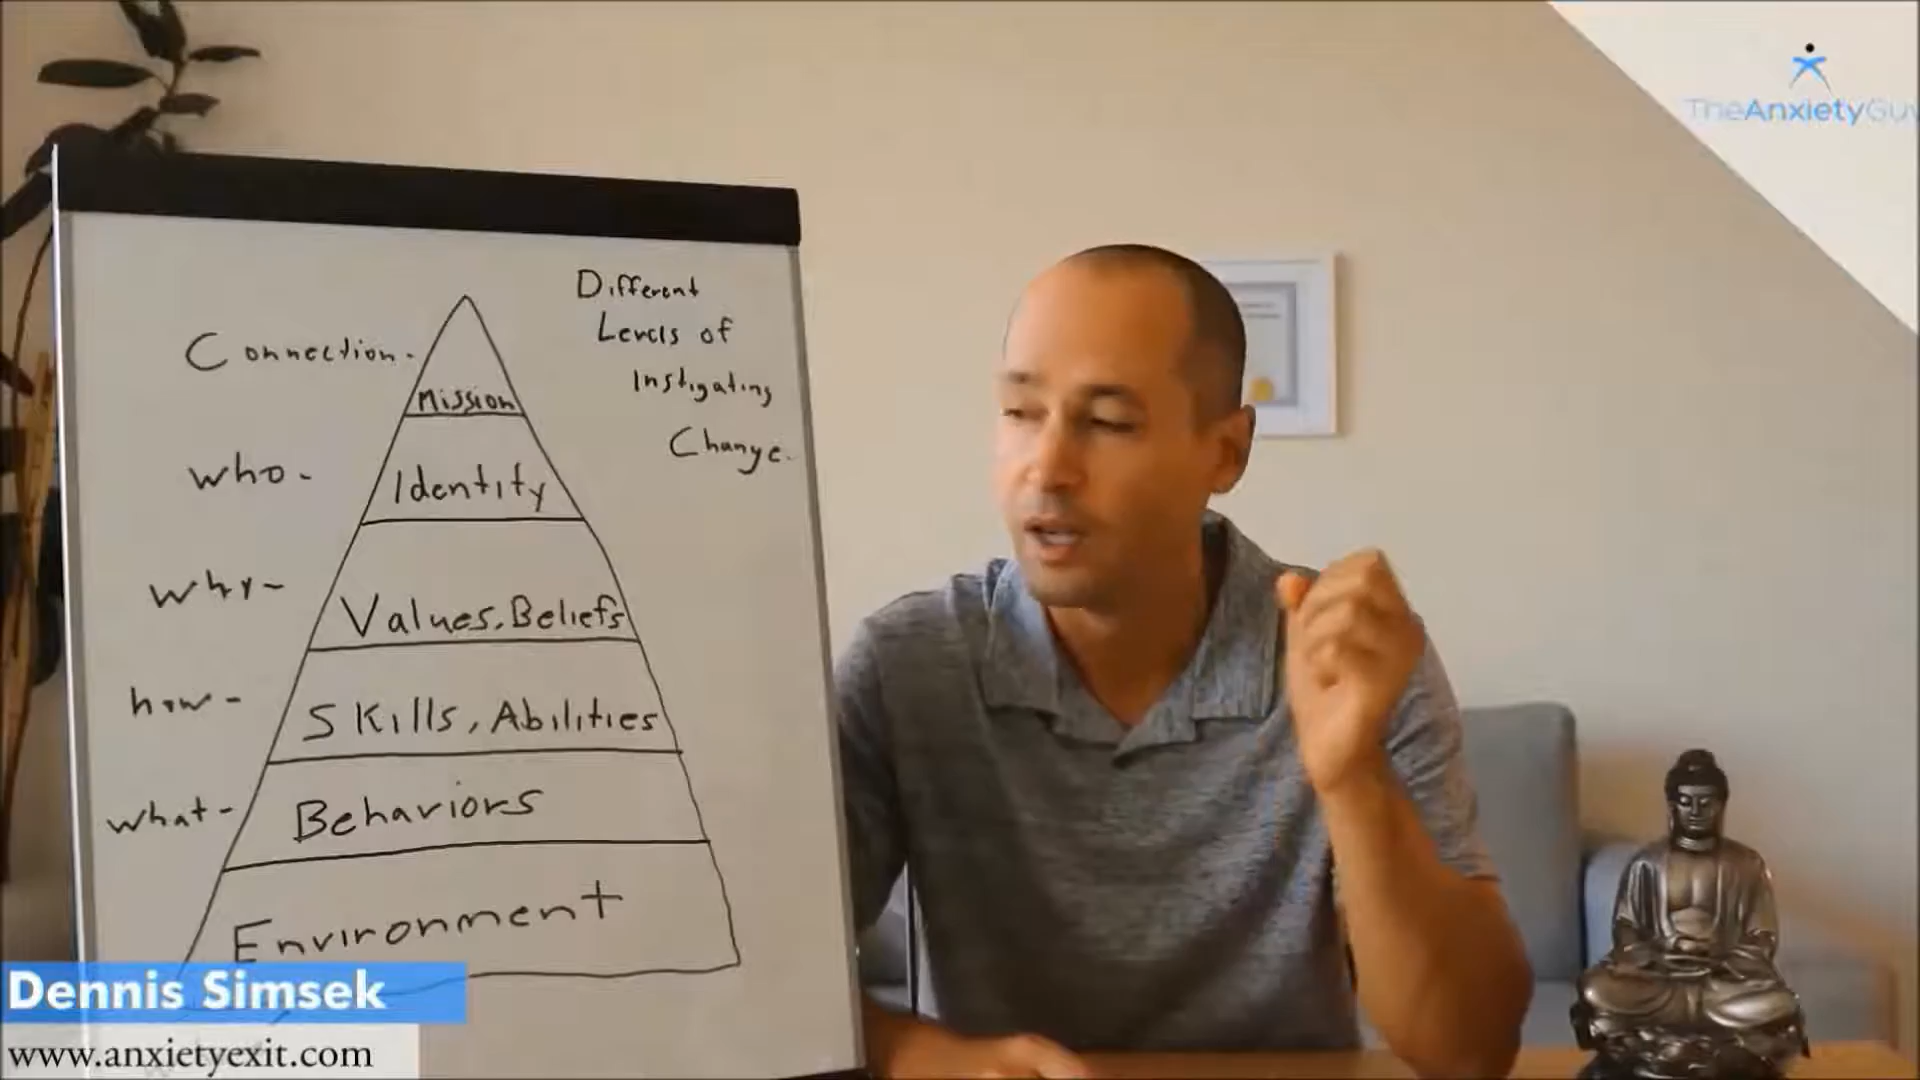 TheAnxietyGuy
Different
Levels of
Instigating
Change.
Connection.
Mission
who-
Identity
why-
Values, Beliefs
how-
Skills, Abilities
what-
Behaviors
Environment
Dennis Simsek
www.anxietyexit.com